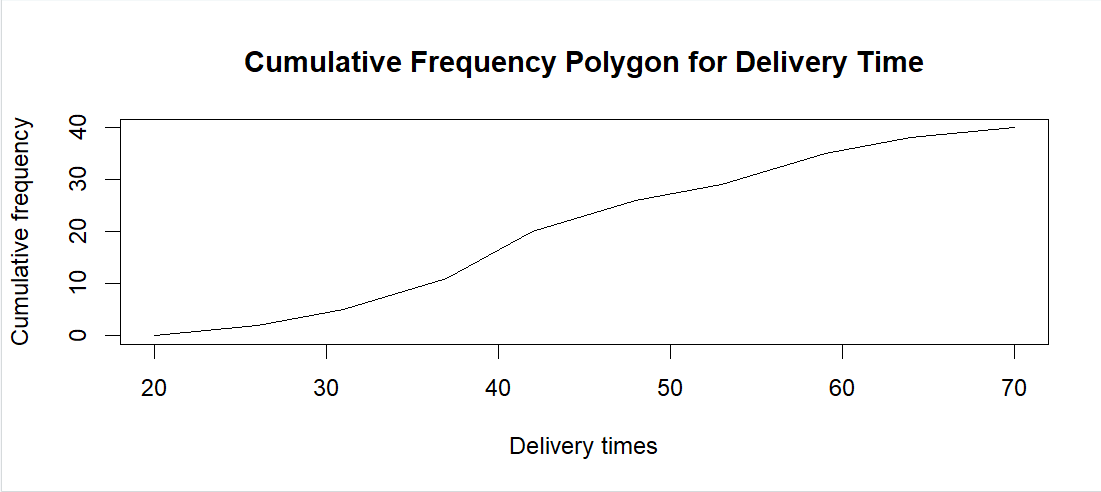 Cumulative Frequency Polygon for Delivery Time
Cumulative frequency
40
30
20
10
0
20 30 40 50 60 70
Delivery times